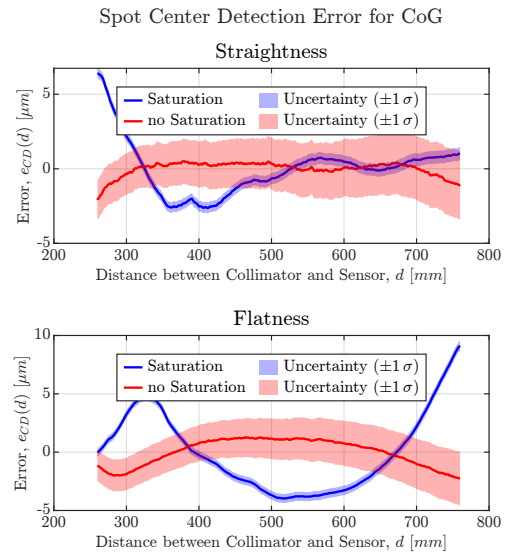 Spot Center Detection Error for CoG
Straightness
Error, e_CD(d) [μm]
Saturation
no Saturation
Uncertainty (±1 σ)
Uncertainty (±1 σ)
5
0
-5
200 300 400 500 600 700 800
Distance between Collimator and Sensor, d [mm]
Flatness
Error, e_CD(d) [μm]
Saturation
no Saturation
Uncertainty (±1 σ)
Uncertainty (±1 σ)
10
5
0
-5
-10
200 300 400 500 600 700 800
Distance between Collimator and Sensor, d [mm]